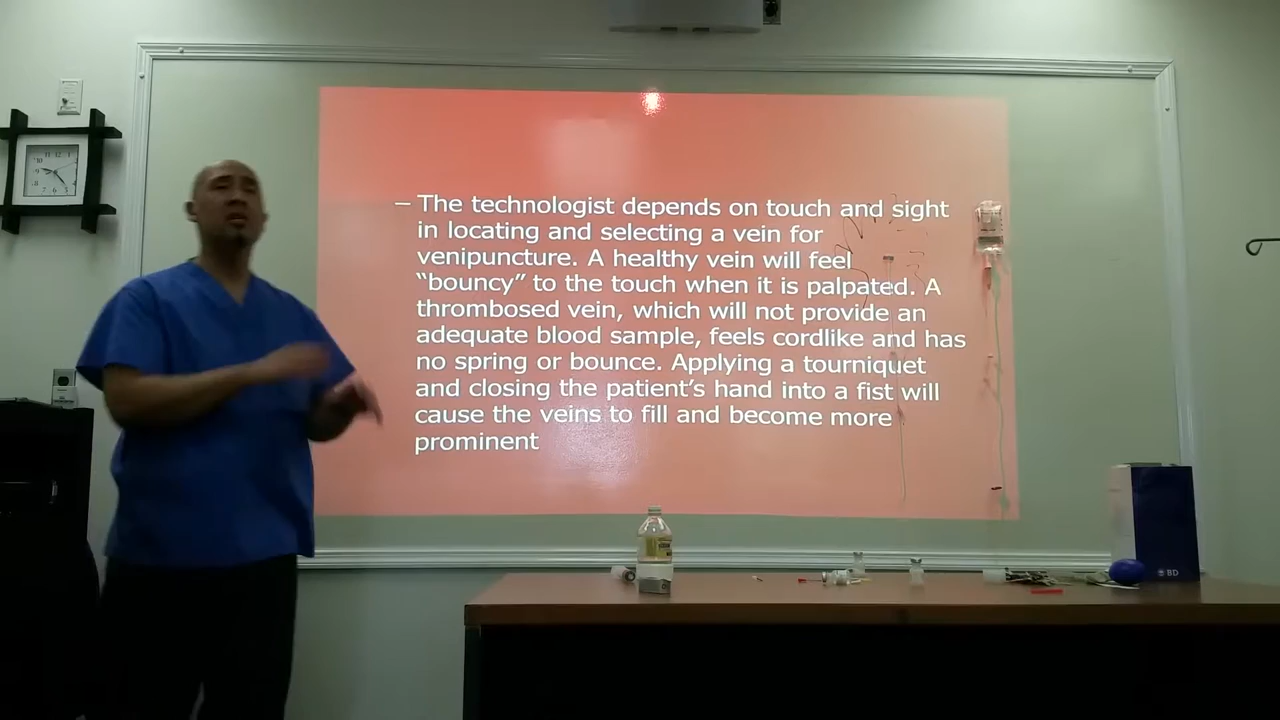 – The technologist depends on touch and sight
in locating and selecting a vein for
venipuncture. A healthy vein will feel
“bouncy” to the touch when it is palpated. A
thrombosed vein, which will not provide an
adequate blood sample, feels cordlike and has
no spring or bounce. Applying a tourniquet
and closing the patient’s hand into a fist will
cause the veins to fill and become more
prominent
BD